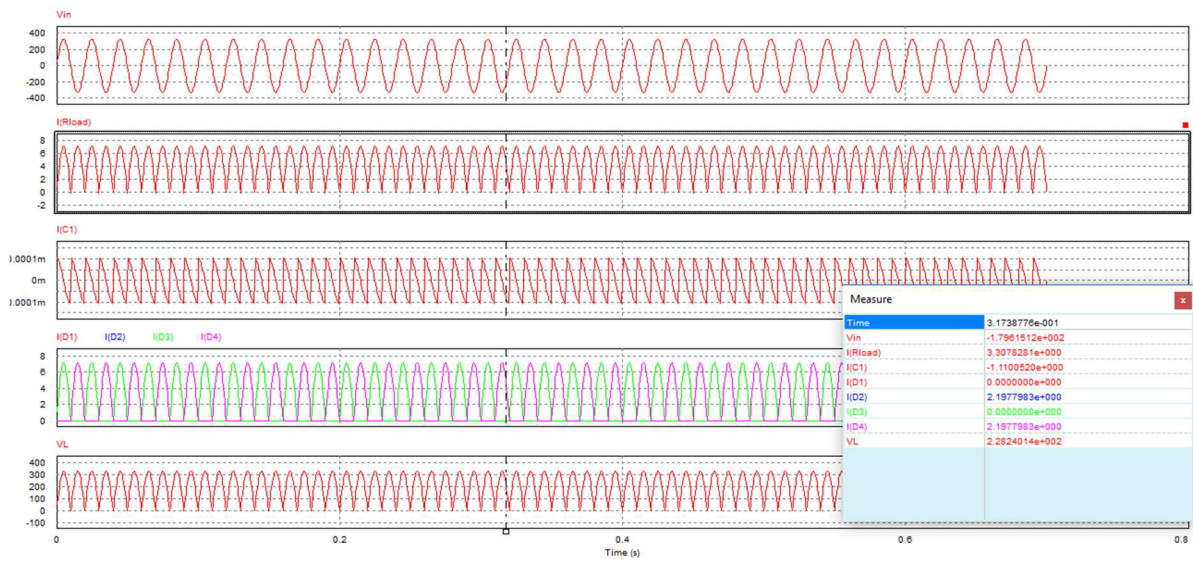 Vin
400
200
0
-200
-400
I(Rload)
8
6
4
2
0
-2
I(C1)
0.0001m
0m
0.0001m
I(D1) I(D2) I(D3) I(D4)
8
6
4
2
0
VL
400
300
200
100
0
-100
0 0.2 0.4 0.6 0.8
Time (s)
Measure
x
Time 3.1738776e-001
Vin -1.7961512e+002
I(Rload) 3.3078281e+000
I(C1) -1.1100520e+000
I(D1) 0.0000000e+000
I(D2) 2.1977983e+000
I(D3) 0.0000000e+000
I(D4) 2.1977983e+000
VL 2.2824014e+002